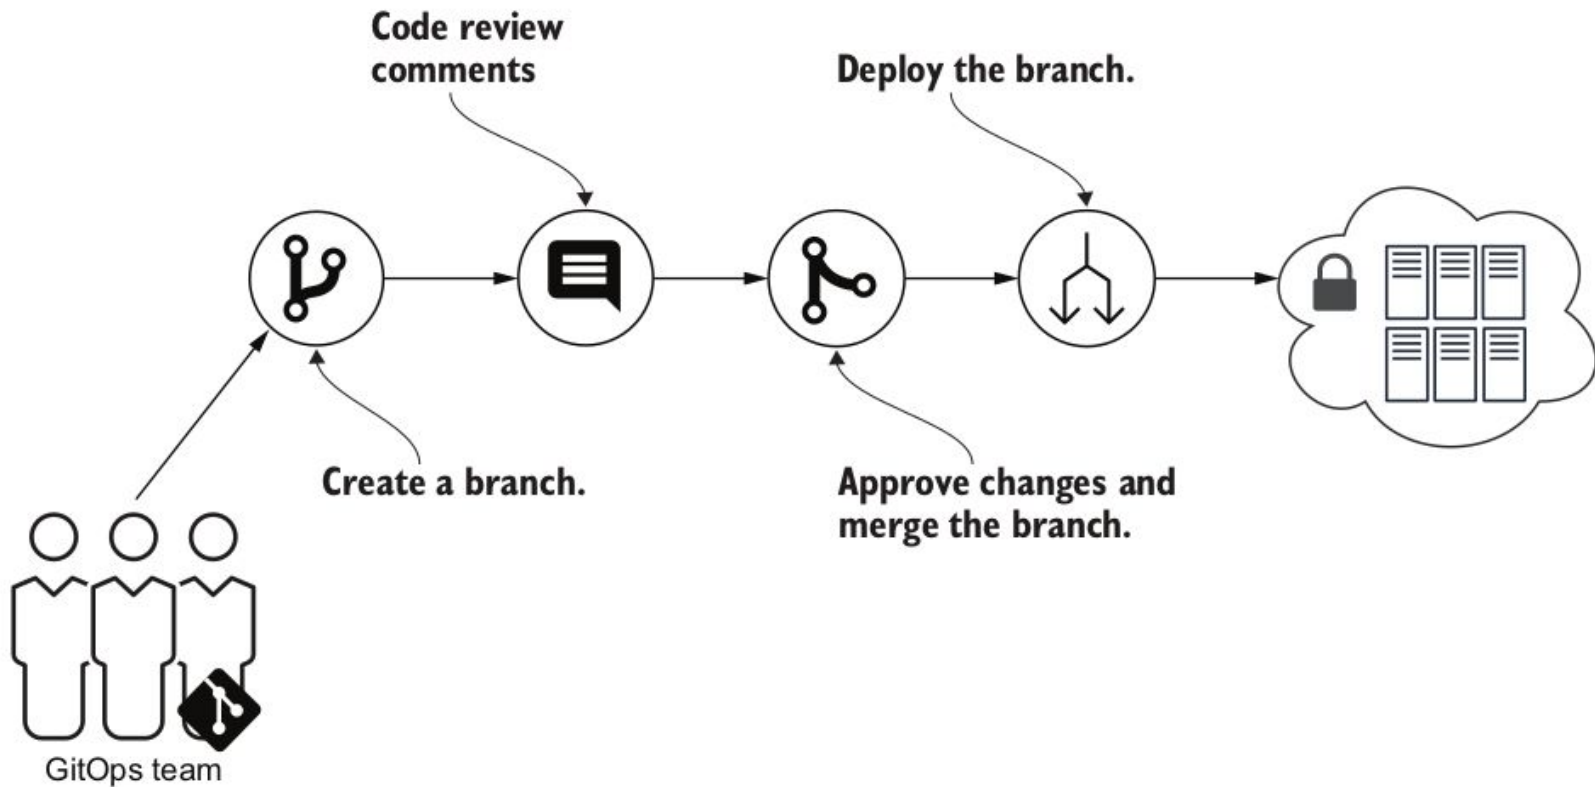 Code review
comments
Deploy the branch.
Create a branch.
Approve changes and
merge the branch.
GitOps team